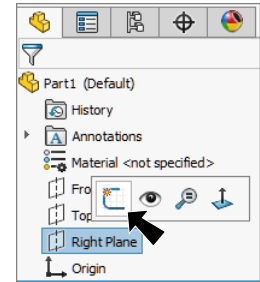 Part1 (Default)
History
Annotations
Material <not specified>
Fro
Top
Right Plane
Origin